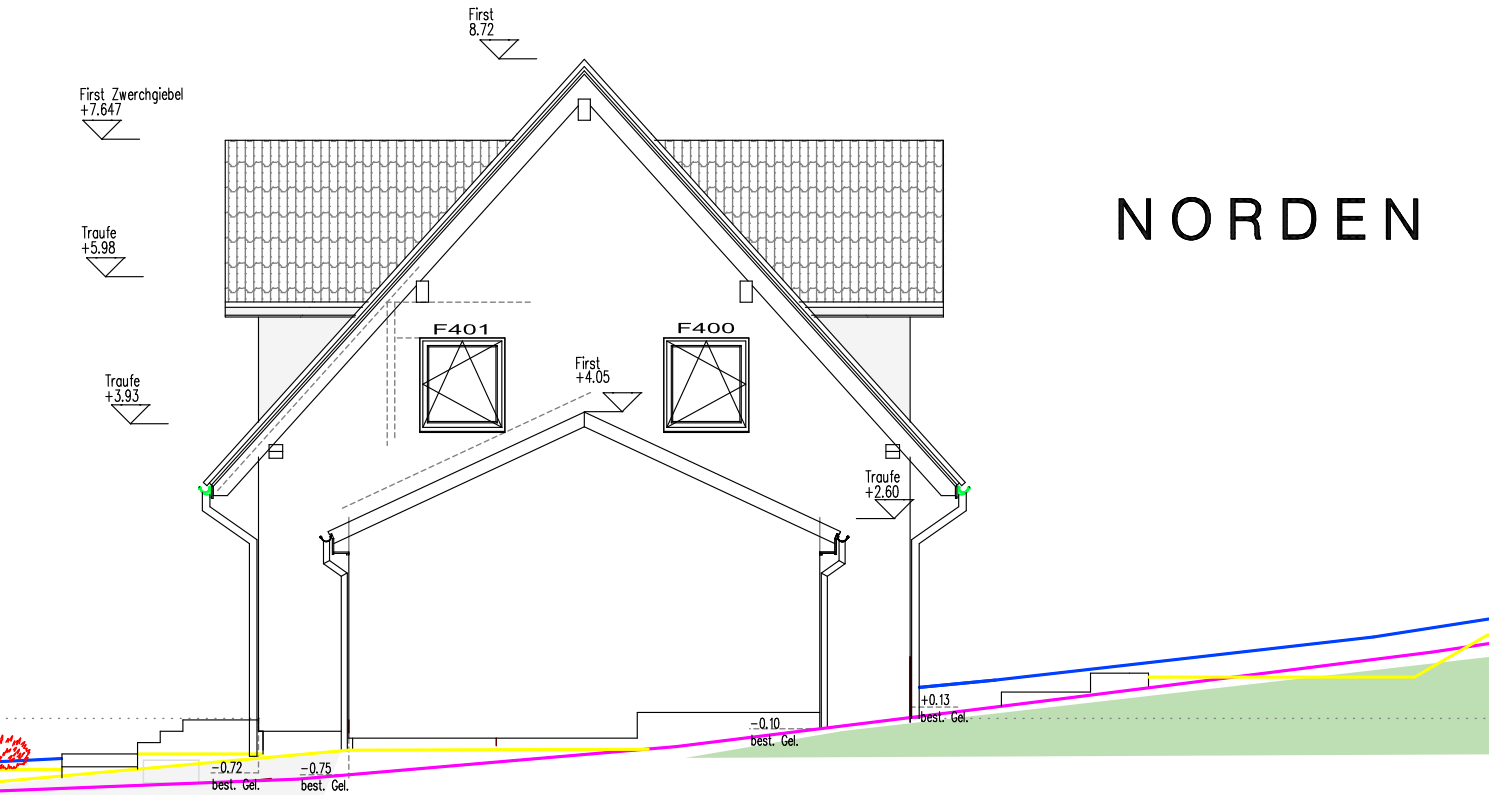 First
8.72
First Zwerchgiebel
+7.647
NORDEN
Traufe
+5.98
F401
F400
First
+4.05
Traufe
+3.93
Traufe
+2.60
+0.13
best. Gel.
-0.10
best. Gel.
-0.72
best. Gel.
-0.75
best. Gel.